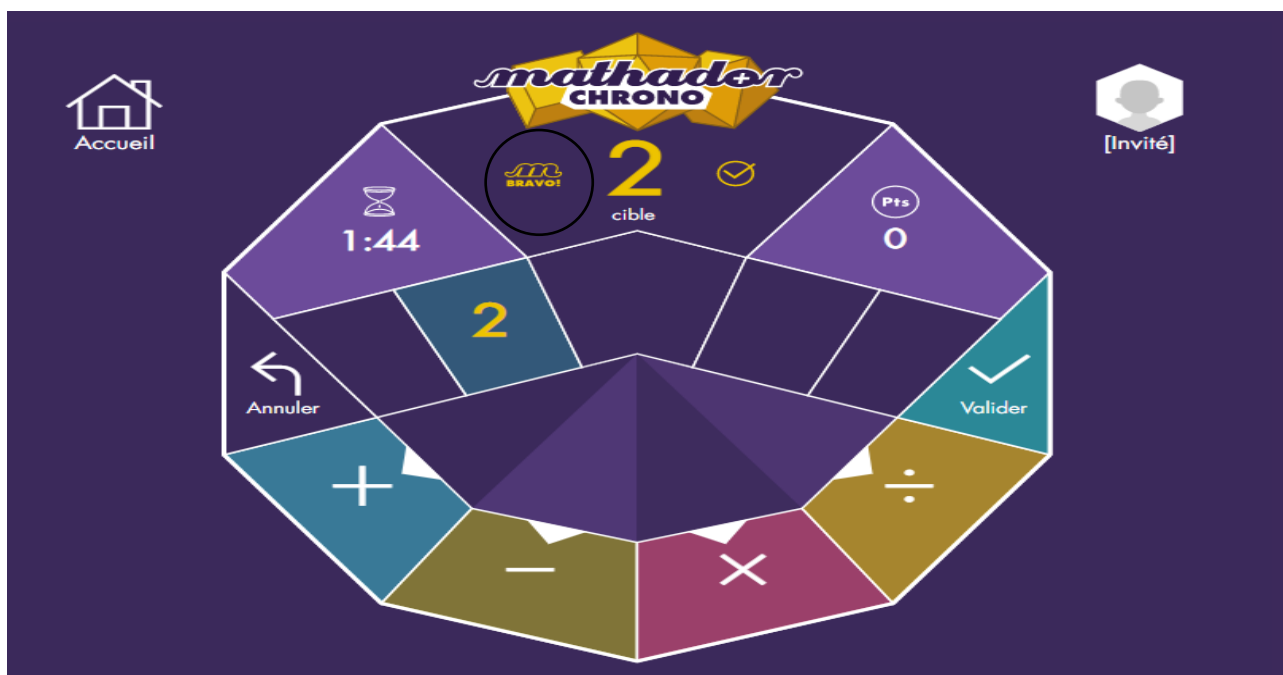 mathador
CHRONO
Accueil
[Invité]
BRAVO!
2
cible
1:44
Pts
0
2
Annuler
Valider
+
−
×
÷